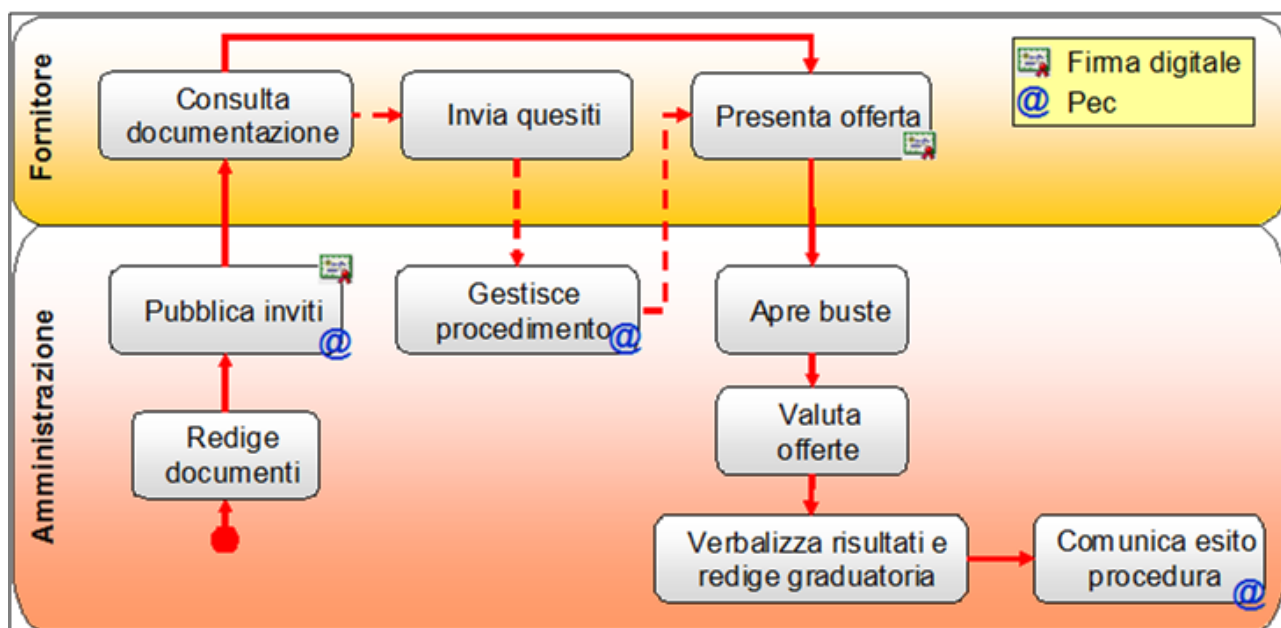 Fornitore
Consulta
documentazione
Invia quesiti
Presenta offerta
Firma digitale
@ Pec
Amministrazione
Pubblica inviti
@
Gestisce
procedimento
@
Apre buste
Redige
documenti
Valuta
offerte
Verbalizza risultati e
redige graduatoria
Comunica esito
procedura
@